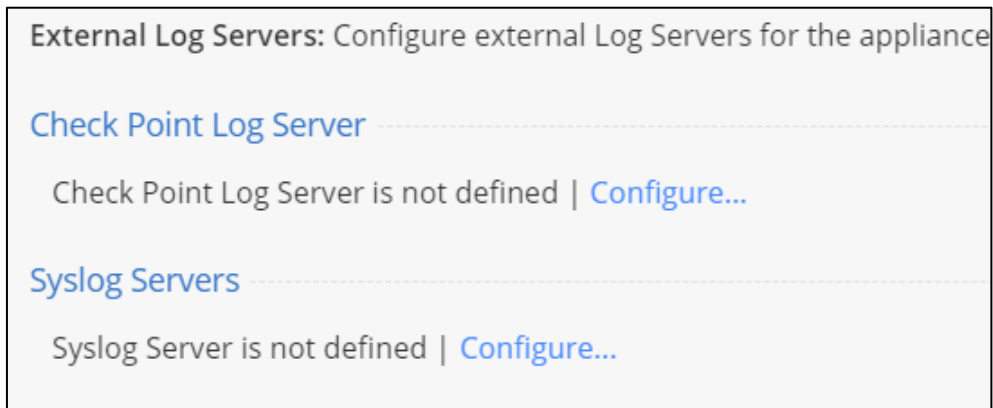 External Log Servers: Configure external Log Servers for the appliance
Check Point Log Server
Check Point Log Server is not defined | Configure...
Syslog Servers
Syslog Server is not defined | Configure...